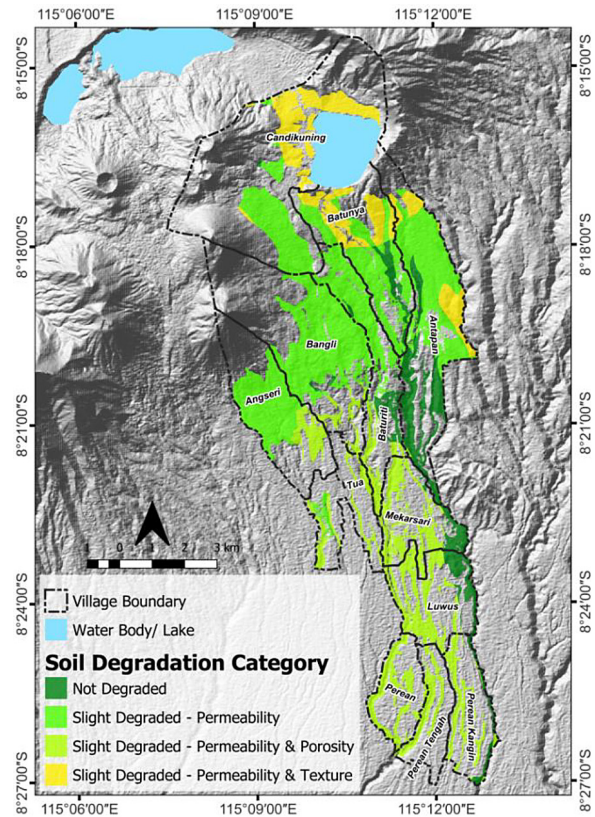 115°06'00"E 115°09'00"E 115°12'00"E
8°15'00"S 8°15'00"S
Candikuning
Batunya
8°18'00"S 8°18'00"S
Antapan
Bangli
Angseri
Baturiti
8°21'00"S 8°21'00"S
Tua
Mekarsari
1 0 1 2 3 km
Village Boundary
Water Body/ Lake
8°24'00"S 8°24'00"S
Luwus
Soil Degradation Category
Not Degraded
Slight Degraded - Permeability
Slight Degraded - Permeability & Porosity
Slight Degraded - Permeability & Texture
Perean
Perean Tengah
Perean Kangin
8°27'00"S 8°27'00"S
115°06'00"E 115°09'00"E 115°12'00"E